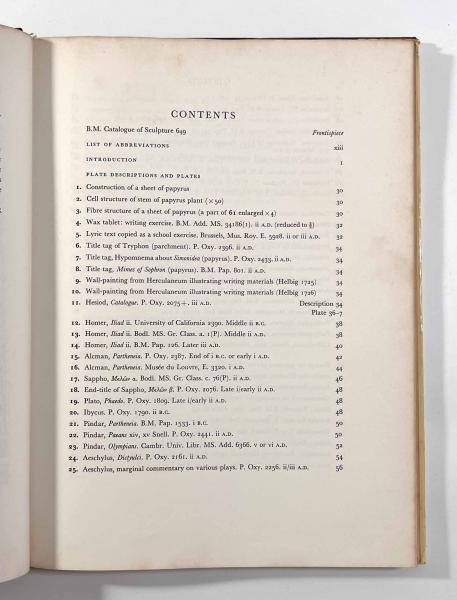 CONTENTS
B.M. Catalogue of Sculpture 649 Frontispiece
LIST OF ABBREVIATIONS xiii
INTRODUCTION 1
PLATE DESCRIPTIONS AND PLATES
1. Construction of a sheet of papyrus 30
2. Cell structure of stem of papyrus plant (×50) 30
3. Fibre structure of a sheet of papyrus (a part of 61 enlarged ×4) 30
4. Wax tablet: writing exercise. B.M. Add. MS. 34186(1). ii A.D. (reduced to ⅔) 32
5. Lyric text copied as a school exercise. Brussels, Mus. Roy. E. 5928. ii or iii A.D. 32
6. Title tag of Tryphon (parchment). P. Oxy. 2396. ii A.D. 34
7. Title tag, Hypomnema about Simonidea (papyrus). P. Oxy. 2433. ii A.D. 34
8. Title tag, Mimes of Sophron (papyrus). B.M. Pap. 801. ii A.D. 34
9. Wall-painting from Herculaneum illustrating writing materials (Helbig 1725) 34
10. Wall-painting from Herculaneum illustrating writing materials (Helbig 1726) 34
11. Hesiod, Catalogue. P. Oxy. 2075+. iii A.D. Description 34
Plate 36–7
12. Homer, Iliad ii. University of California 2390. Middle ii B.C. 38
13. Homer, Iliad ii. Bodl. MS. Gr. Class. a. 1(P). Middle ii A.D. 38
14. Homer, Iliad ii. B.M. Pap. 126. Later iii A.D. 40
15. Alcman, Partheneia. P. Oxy. 2387. End of i B.C. or early i A.D. 42
16. Alcman, Partheneia. Musée du Louvre, E. 3320. i A.D. 44
17. Sappho, Μελῶν α. Bodl. MS. Gr. Class. c. 76(P). ii A.D. 46
18. End-title of Sappho, Μελῶν β. P. Oxy. 2076. Late i/early ii A.D. 48
19. Plato, Phaedo. P. Oxy. 1809. Late i/early ii A.D. 48
20. Ibycus. P. Oxy. 1790. ii B.C. 48
21. Pindar, Partheneia. B.M. Pap. 1533. i B.C. 50
22. Pindar, Paeans xiv, xv Snell. P. Oxy. 2441. ii A.D. 50
23. Pindar, Olympians. Cambr. Univ. Libr. MS. Add. 6366. v or vi A.D. 52
24. Aeschylus, Dictyulci. P. Oxy. 2161. ii A.D. 54
25. Aeschylus, marginal commentary on various plays. P. Oxy. 2256. ii/iii A.D. 56